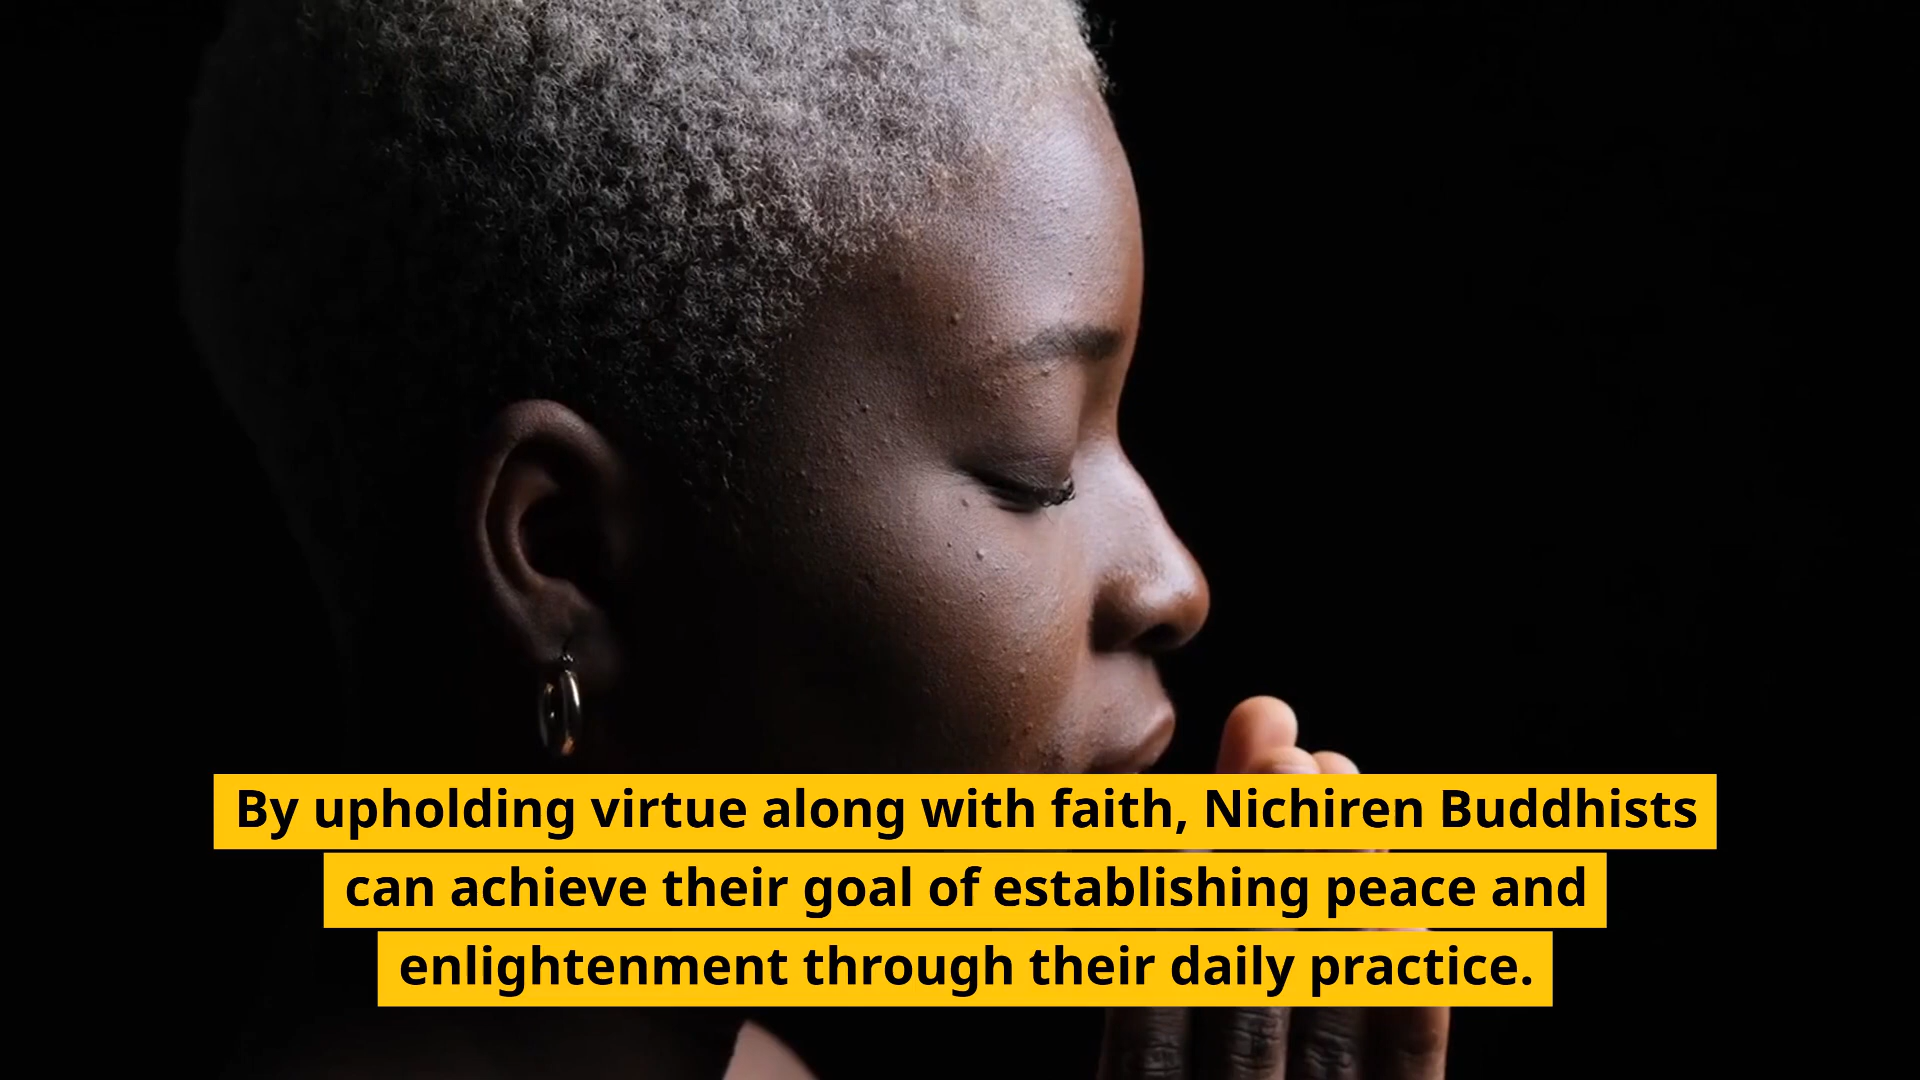 By upholding virtue along with faith, Nichiren Buddhists
can achieve their goal of establishing peace and
enlightenment through their daily practice.